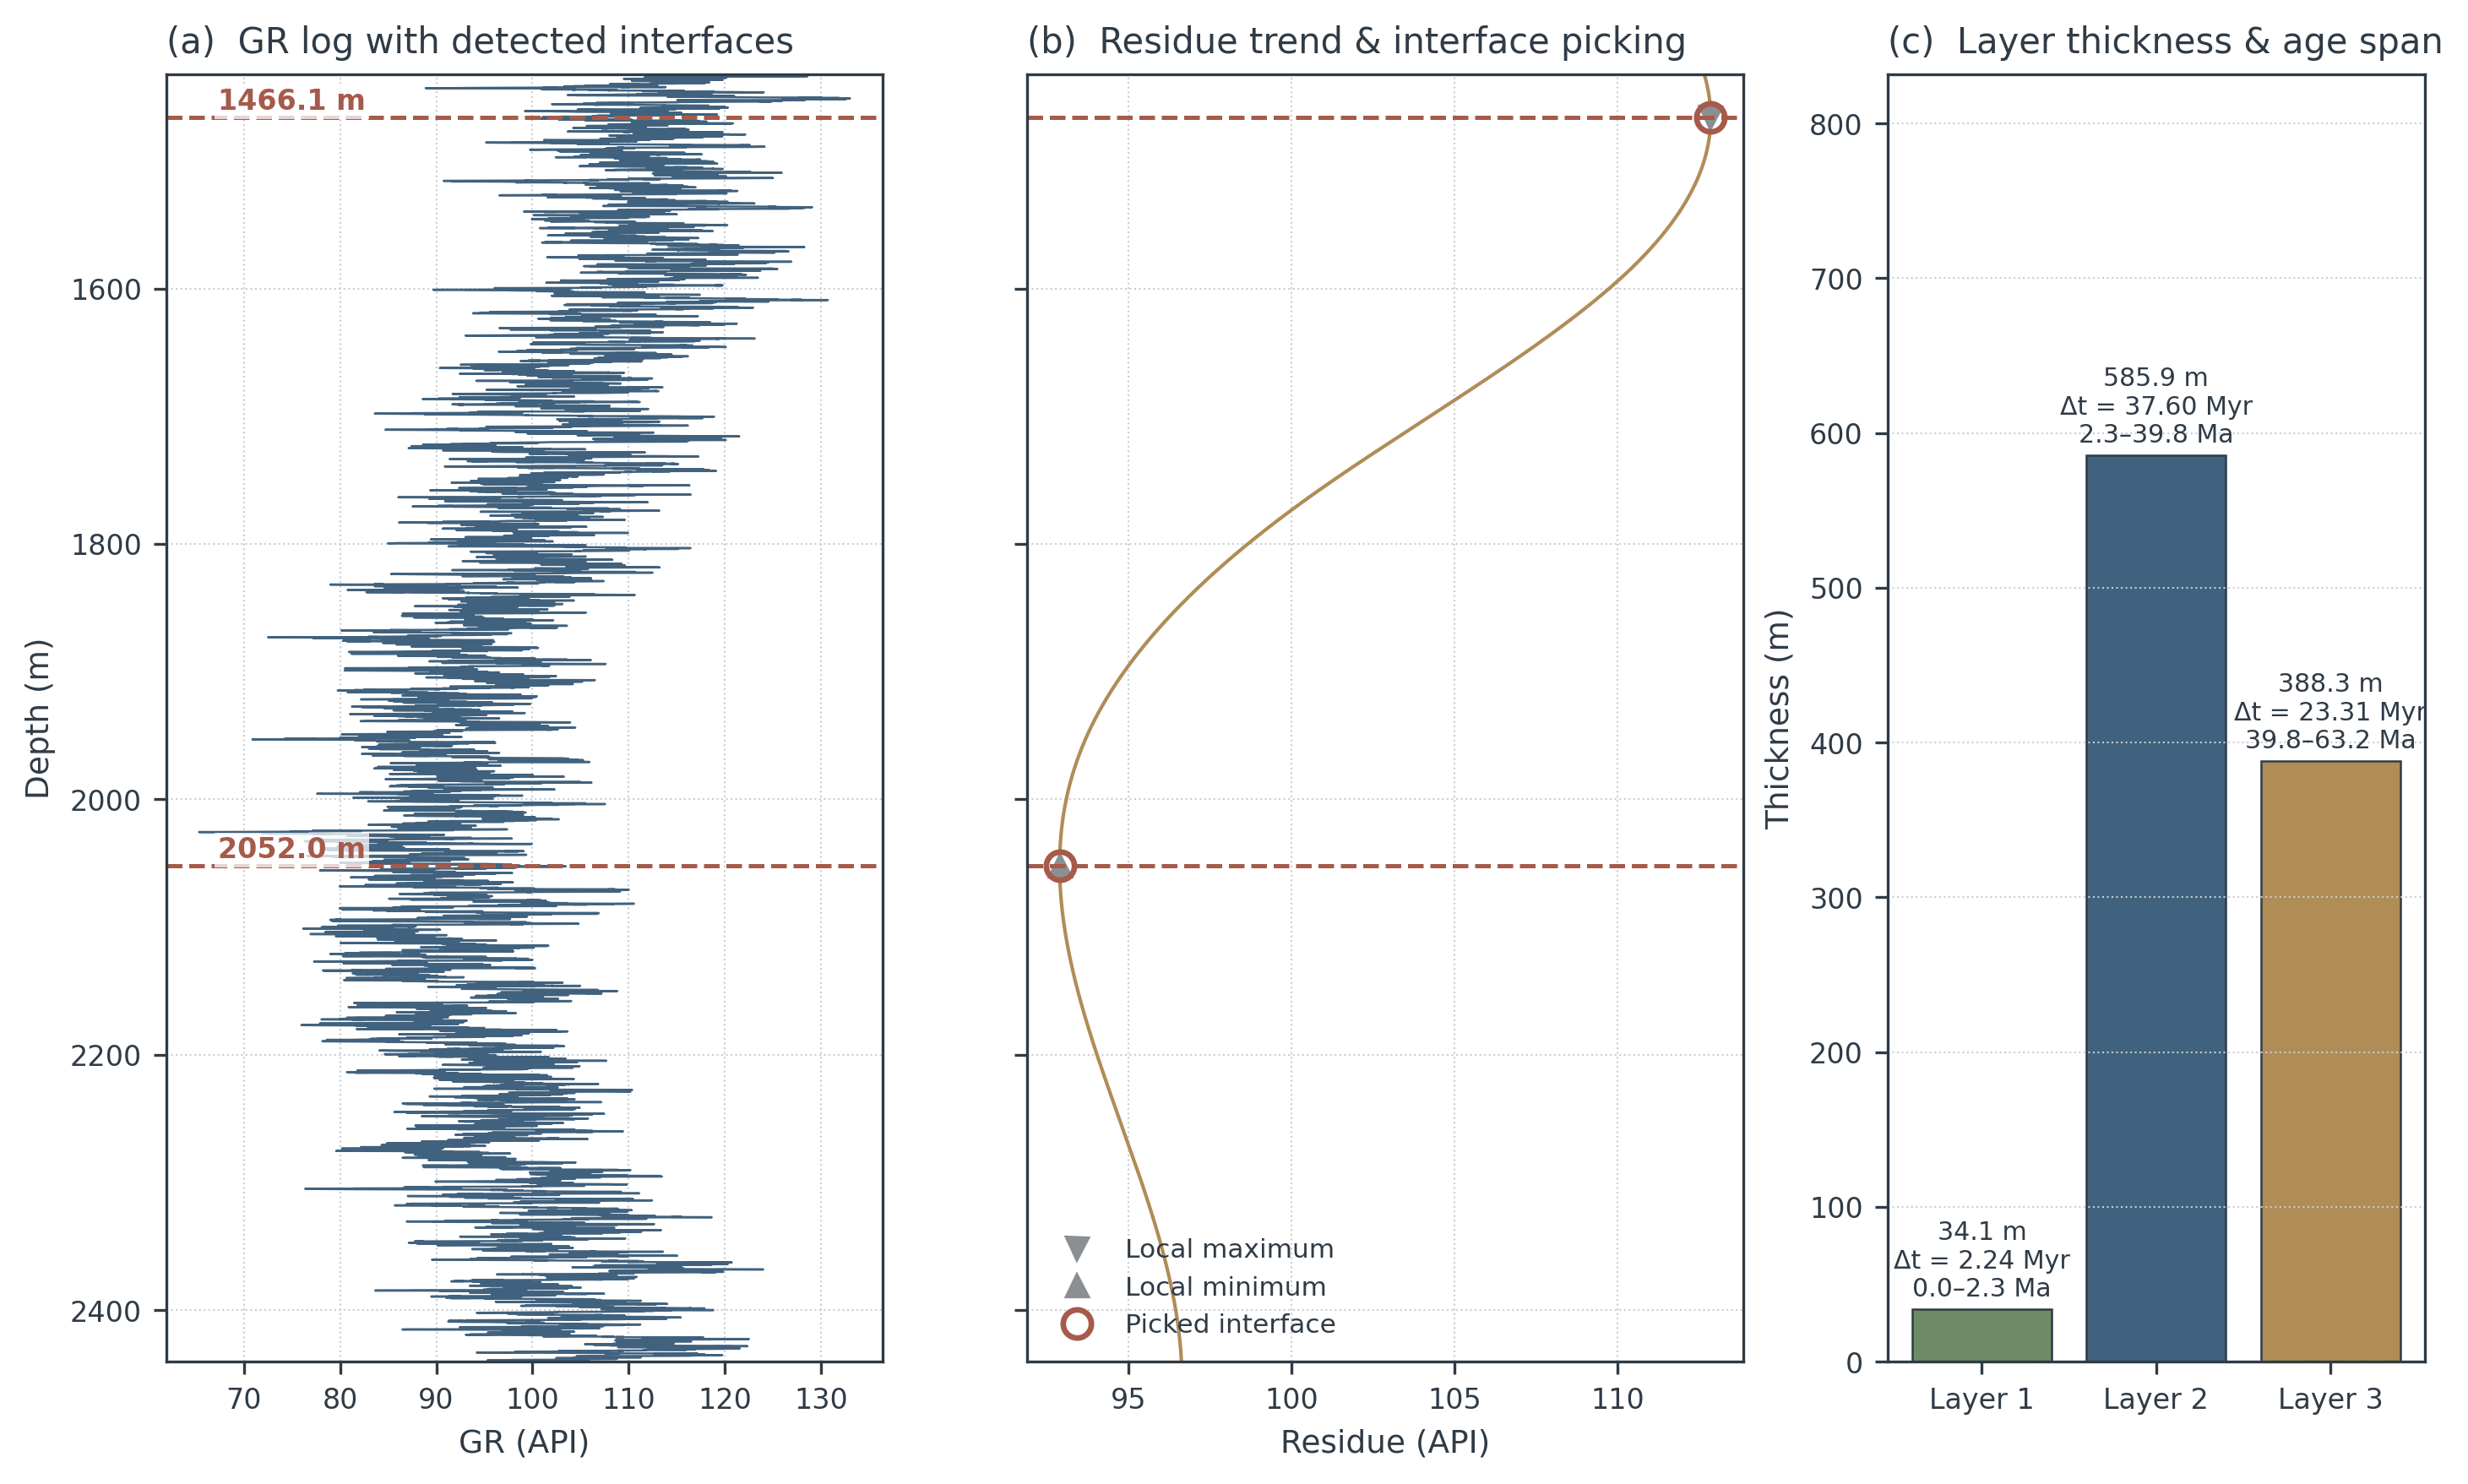 (a)  GR log with detected interfaces
1466.1 m
2052.0 m
1600
1800
2000
2200
2400
Depth (m)
70 80 90 100 110 120 130
GR (API)
(b)  Residue trend & interface picking
Local maximum
Local minimum
Picked interface
95 100 105 110
Residue (API)
(c)  Layer thickness & age span
800
700
600
500
400
300
200
100
0
Thickness (m)
34.1 m
Δt = 2.24 Myr
0.0–2.3 Ma
585.9 m
Δt = 37.60 Myr
2.3–39.8 Ma
388.3 m
Δt = 23.31 Myr
39.8–63.2 Ma
Layer 1 Layer 2 Layer 3